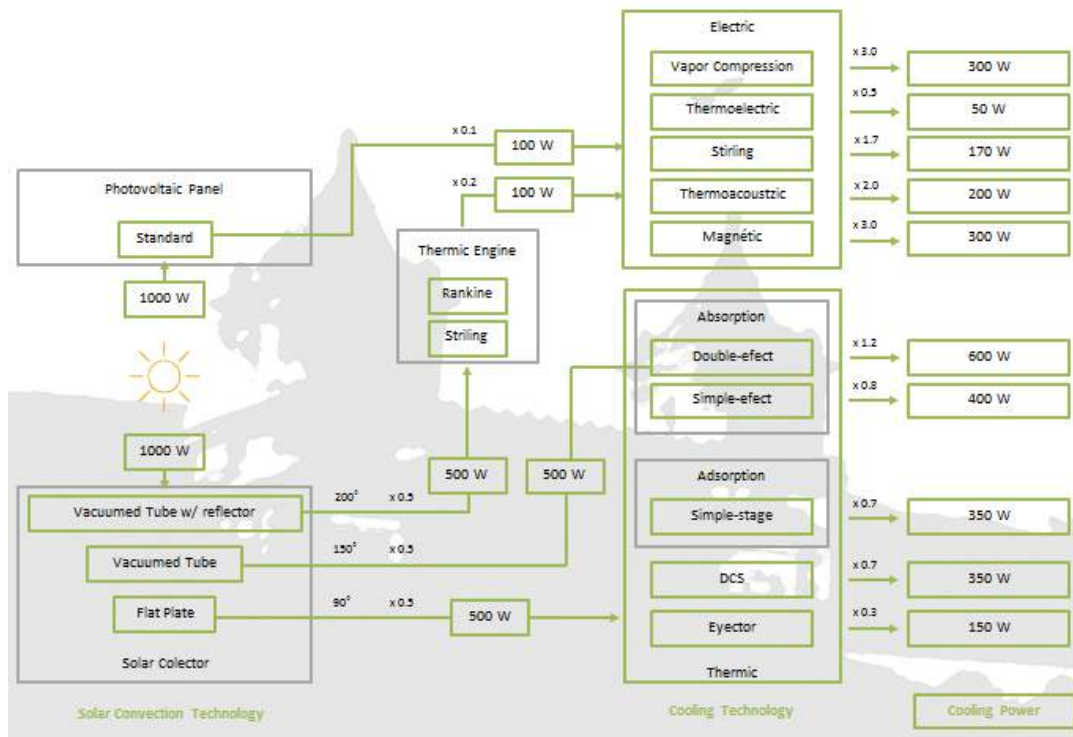 Electric
Vapor Compression
x 3.0
300 W
Thermoelectric
x 0.5
50 W
x 0.1
100 W
Stirling
x 1.7
170 W
Photovoltaic Panel
x 0.2
100 W
Thermoacoustzic
x 2.0
200 W
Standard
Thermic Engine
Magnétic
x 3.0
300 W
1000 W
Rankine
Striling
Absorption
Double-efect
x 1.2
600 W
Simple-efect
x 0.8
400 W
1000 W
500 W
500 W
Adsorption
Vacuumed Tube w/ reflector
200°
x 0.5
Simple-stage
x 0.7
350 W
Vacuumed Tube
150°
x 0.5
DCS
x 0.7
350 W
Flat Plate
90°
x 0.5
500 W
Eyector
x 0.3
150 W
Solar Colector
Thermic
Solar Convection Technology
Cooling Technology
Cooling Power